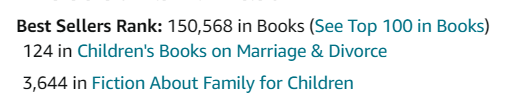 Best Sellers Rank: 150,568 in Books (See Top 100 in Books)
124 in Children's Books on Marriage & Divorce
3,644 in Fiction About Family for Children